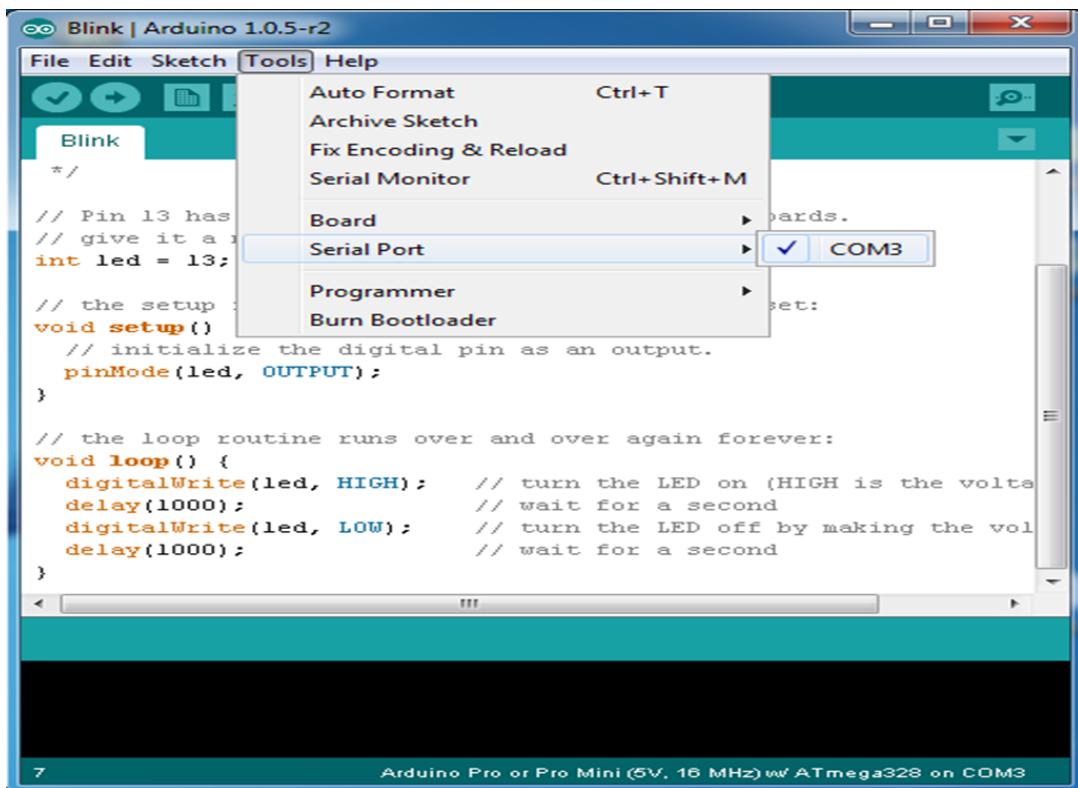 Blink | Arduino 1.0.5-r2
File Edit Sketch Tools Help
Auto Format Ctrl+T
Archive Sketch
Fix Encoding & Reload
Serial Monitor Ctrl+Shift+M
Board
Serial Port
COM3
Programmer
Burn Bootloader
Blink
*/
// Pin 13 has
// give it a
int led = 13;
// the setup
void setup()
// initialize the digital pin as an output.
pinMode(led, OUTPUT);
}
// the loop routine runs over and over again forever:
void loop() {
digitalWrite(led, HIGH); // turn the LED on (HIGH is the volta
delay(1000); // wait for a second
digitalWrite(led, LOW); // turn the LED off by making the vol
delay(1000); // wait for a second
}
7 Arduino Pro or Pro Mini (5V, 16 MHz) w/ ATmega328 on COM3